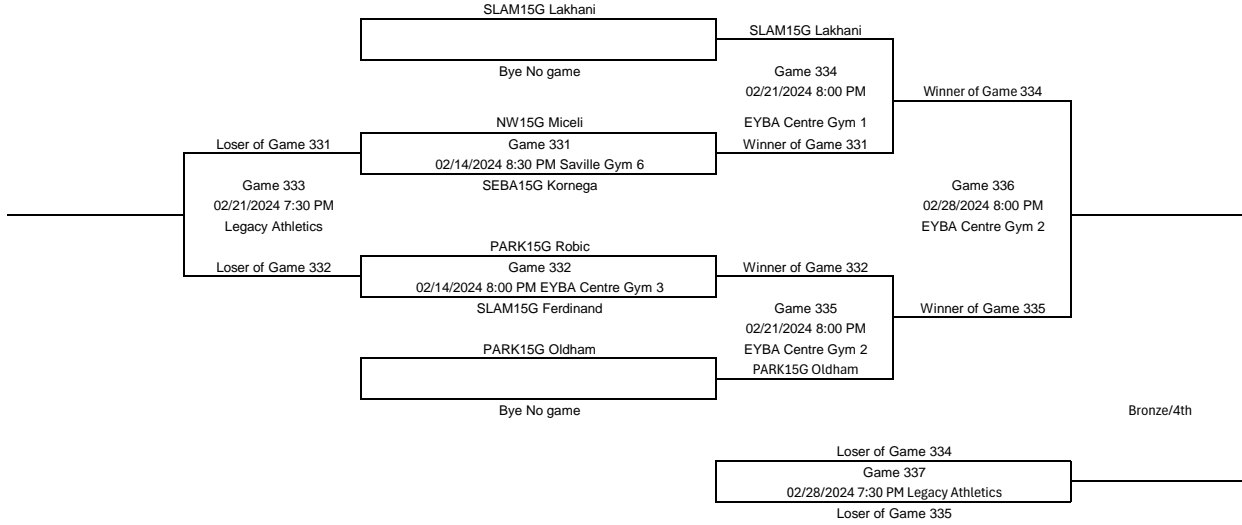 SLAM15G Lakhani
SLAM15G Lakhani
Bye No game
Game 334
02/21/2024 8:00 PM
Winner of Game 334
NW15G Miceli
EYBA Centre Gym 1
Loser of Game 331
Game 331
Winner of Game 331
02/14/2024 8:30 PM Saville Gym 6
Game 333
SEBA15G Kornega
Game 336
02/21/2024 7:30 PM
02/28/2024 8:00 PM
Legacy Athletics
EYBA Centre Gym 2
PARK15G Robic
Loser of Game 332
Game 332
Winner of Game 332
02/14/2024 8:00 PM EYBA Centre Gym 3
SLAM15G Ferdinand
Game 335
Winner of Game 335
02/21/2024 8:00 PM
PARK15G Oldham
EYBA Centre Gym 2
PARK15G Oldham
Bye No game
Bronze/4th
Loser of Game 334
Game 337
02/28/2024 7:30 PM Legacy Athletics
Loser of Game 335